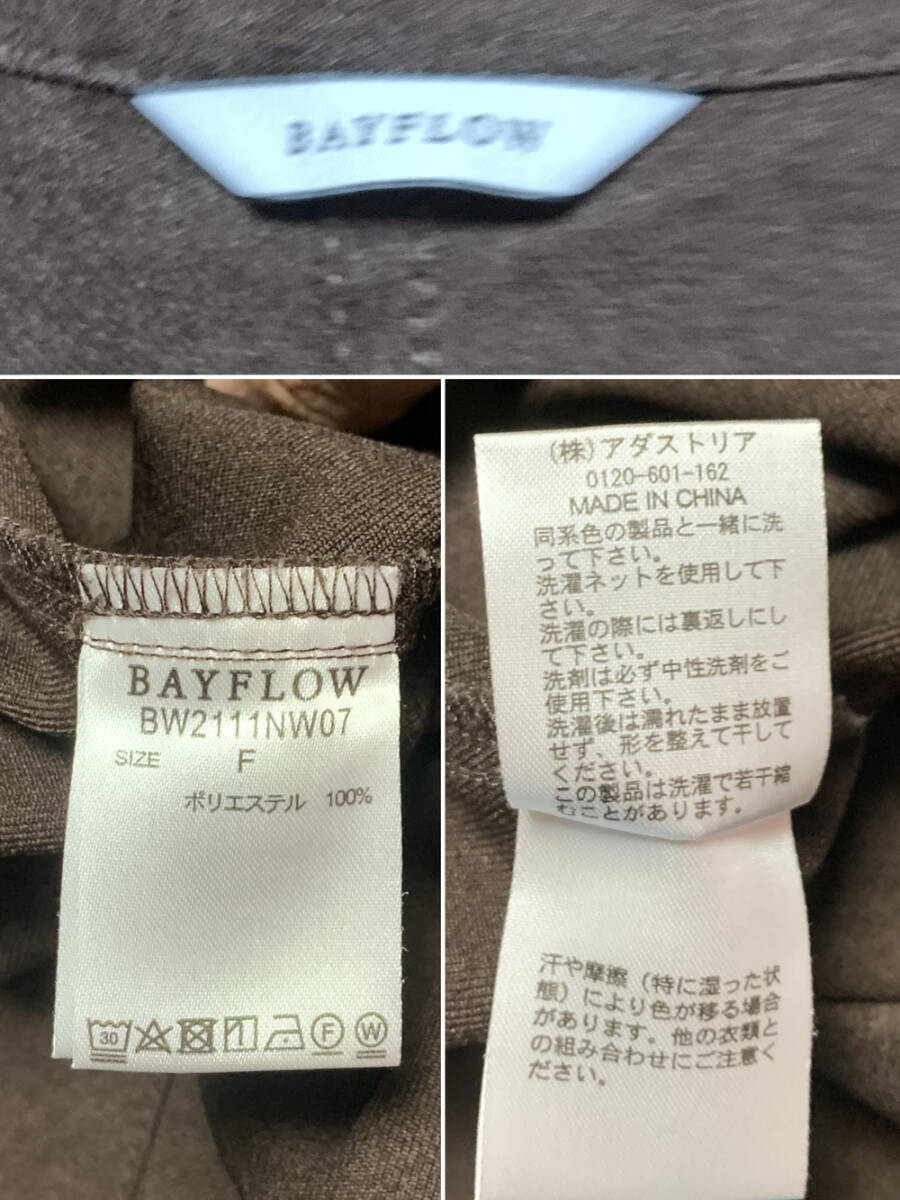 BAYFLOW
BAYFLOW
BW2111NW07
SIZE F
ポリエステル 100%
30
F
W
(株)アダストリア
0120-601-162
MADE IN CHINA
同系色の製品と一緒に洗
って下さい。
洗濯ネットを使用して下
さい。
洗濯の際には裏返しにし
て下さい。
洗剤は必ず中性洗剤をご
使用下さい。
洗濯後は濡れたまま放置
せず、形を整えて干して
ください。
この製品は洗濯で若干縮
むことがあります。
汗や摩擦(特に湿った状
態)により色が移る場合
があります。他の衣類と
の組み合わせにご注意く
ださい。